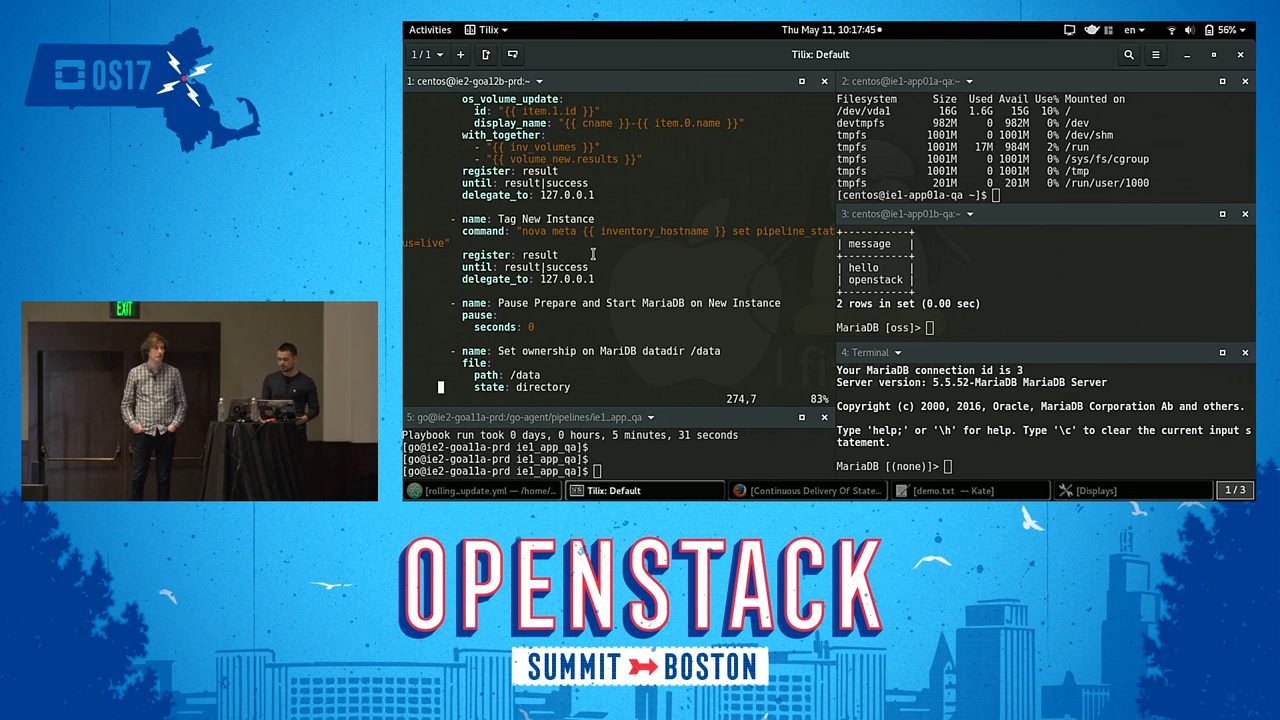 OS17
EXIT
Activities Tilix Thu May 11, 10:17:45 en 56%
1 / 1 + Tilix: Default
1: centos@ie2-goa12b-prd:~
os_volume_update:
id: "{{ item.1.id }}"
display_name: "{{ cname }}-{{ item.0.name }}"
with_together:
- "{{ inv_volumes }}"
- "{{ volume_new.results }}"
register: result
until: result|success
delegate_to: 127.0.0.1
- name: Tag New Instance
command: "nova meta {{ inventory_hostname }} set pipeline_stat
us=live"
register: result
until: result|success
delegate_to: 127.0.0.1
- name: Pause Prepare and Start MariaDB on New Instance
pause:
seconds: 0
- name: Set ownership on MariDB datadir /data
file:
path: /data
state: directory
274,7 83%
2: centos@ie1-app01a-qa:~
Filesystem Size Used Avail Use% Mounted on
/dev/vda1 16G 1.6G 15G 10% /
devtmpfs 982M 0 982M 0% /dev
tmpfs 1001M 0 1001M 0% /dev/shm
tmpfs 1001M 17M 984M 2% /run
tmpfs 1001M 0 1001M 0% /sys/fs/cgroup
tmpfs 1001M 0 1001M 0% /tmp
tmpfs 201M 0 201M 0% /run/user/1000
[centos@ie1-app01a-qa ~]$
3: centos@ie1-app01b-qa:~
+-----------+
| message |
+-----------+
| hello |
| openstack |
+-----------+
2 rows in set (0.00 sec)
MariaDB [oss]>
4: Terminal
Your MariaDB connection id is 3
Server version: 5.5.52-MariaDB MariaDB Server
Copyright (c) 2000, 2016, Oracle, MariaDB Corporation Ab and others.
Type 'help;' or '\h' for help. Type '\c' to clear the current input s
tatement.
MariaDB [(none)]>
5: go@ie2-goa11a-prd:/go-agent/pipelines/ie1_app_qa
Playbook run took 0 days, 0 hours, 5 minutes, 31 seconds
[go@ie2-goa11a-prd ie1_app_qa]$
[go@ie2-goa11a-prd ie1_app_qa]$
[go@ie2-goa11a-prd ie1_app_qa]$
[rolling_update.yml — /home/... Tilix: Default [Continuous Delivery Of State... [demo.txt — Kate] [Displays] 1 / 3
OPENSTACK
SUMMIT BOSTON